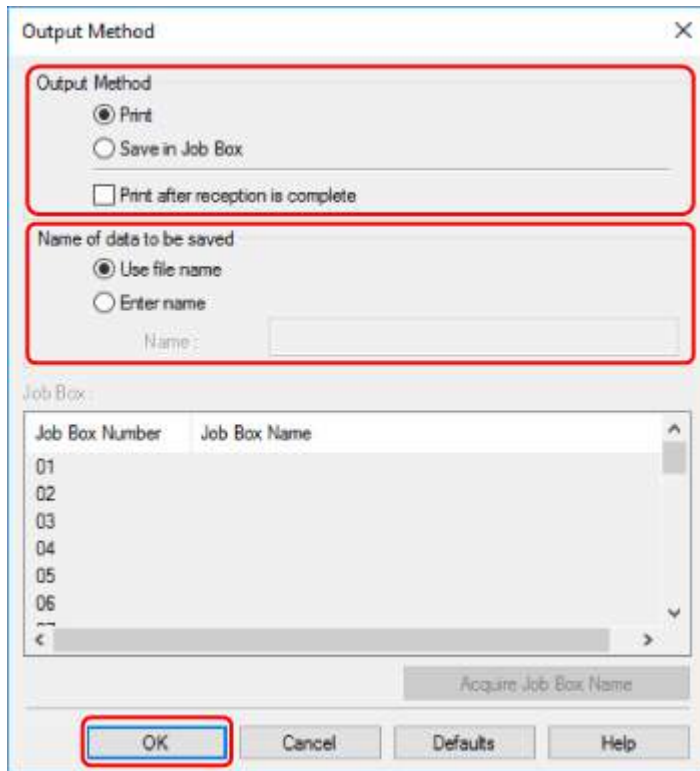 Output Method
Output Method
Print
Save in Job Box
Print after reception is complete
Name of data to be saved
Use file name
Enter name
Name :
Job Box :
Job Box Number Job Box Name
01
02
03
04
05
06
OK Cancel Defaults Help
Acquire Job Box Name